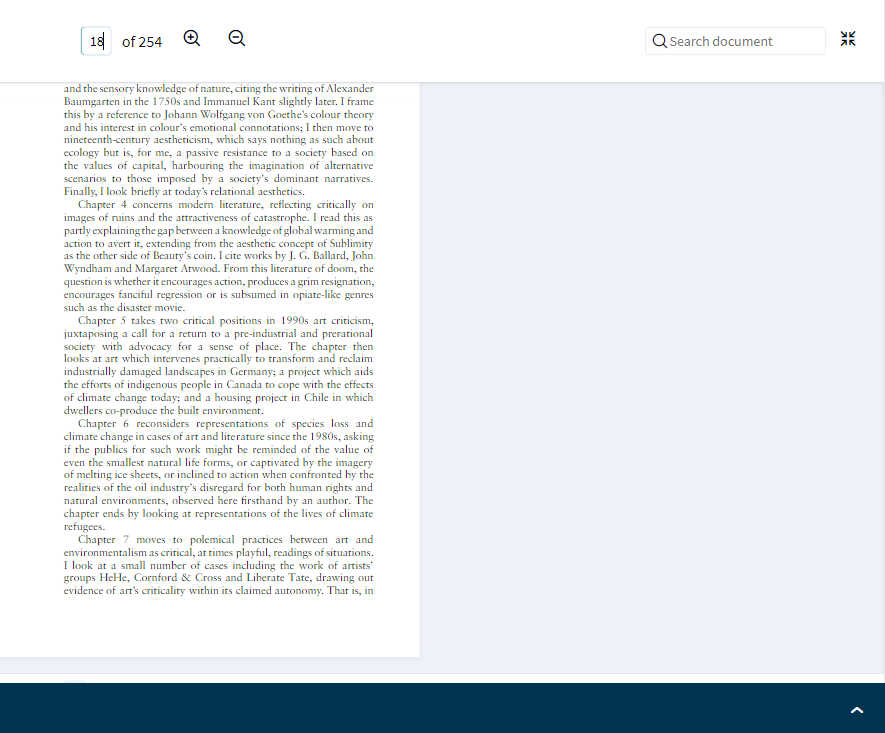 18 of 254
Search document
and the sensory knowledge of nature, citing the writing of Alexander
Baumgarten in the 1750s and Immanuel Kant slightly later. I frame
this by a reference to Johann Wolfgang von Goethe's colour theory
and his interest in colour's emotional connotations; I then move to
nineteenth-century aestheticism, which says nothing as such about
ecology but is, for me, a passive resistance to a society based on
the values of capital, harbouring the imagination of alternative
scenarios to those imposed by a society's dominant narratives.
Finally, I look briefly at today's relational aesthetics.
Chapter 4 concerns modern literature, reflecting critically on
images of ruins and the attractiveness of catastrophe. I read this as
partly explaining the gap between a knowledge of global warming and
action to avert it, extending from the aesthetic concept of Sublimity
as the other side of Beauty's coin. I cite works by J. G. Ballard, John
Wyndham and Margaret Atwood. From this literature of doom, the
question is whether it encourages action, produces a grim resignation,
encourages fanciful regression or is subsumed in opiate-like genres
such as the disaster movie.
Chapter 5 takes two critical positions in 1990s art criticism,
juxtaposing a call for a return to a pre-industrial and prerational
society with advocacy for a sense of place. The chapter then
looks at art which intervenes practically to transform and reclaim
industrially damaged landscapes in Germany; a project which aids
the efforts of indigenous people in Canada to cope with the effects
of climate change today; and a housing project in Chile in which
dwellers co-produce the built environment.
Chapter 6 reconsiders representations of species loss and
climate change in cases of art and literature since the 1980s, asking
if the publics for such work might be reminded of the value of
even the smallest natural life forms, or captivated by the imagery
of melting ice sheets, or inclined to action when confronted by the
realities of the oil industry's disregard for both human rights and
natural environments, observed here firsthand by an author. The
chapter ends by looking at representations of the lives of climate
refugees.
Chapter 7 moves to polemical practices between art and
environmentalism as critical, at times playful, readings of situations.
I look at a small number of cases including the work of artists'
groups HeHe, Cornford & Cross and Liberate Tate, drawing out
evidence of art's criticality within its claimed autonomy. That is, in